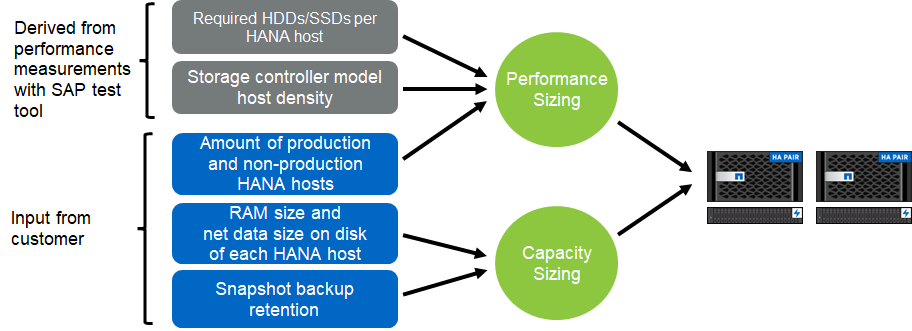 Derived from
performance
measurements
with SAP test
tool
Required HDDs/SSDs per
HANA host
Storage controller model
host density
Input from
customer
Amount of production
and non-production
HANA hosts
RAM size and
net data size on disk
of each HANA host
Snapshot backup
retention
Performance
Sizing
Capacity
Sizing
HA PAIR
HA PAIR